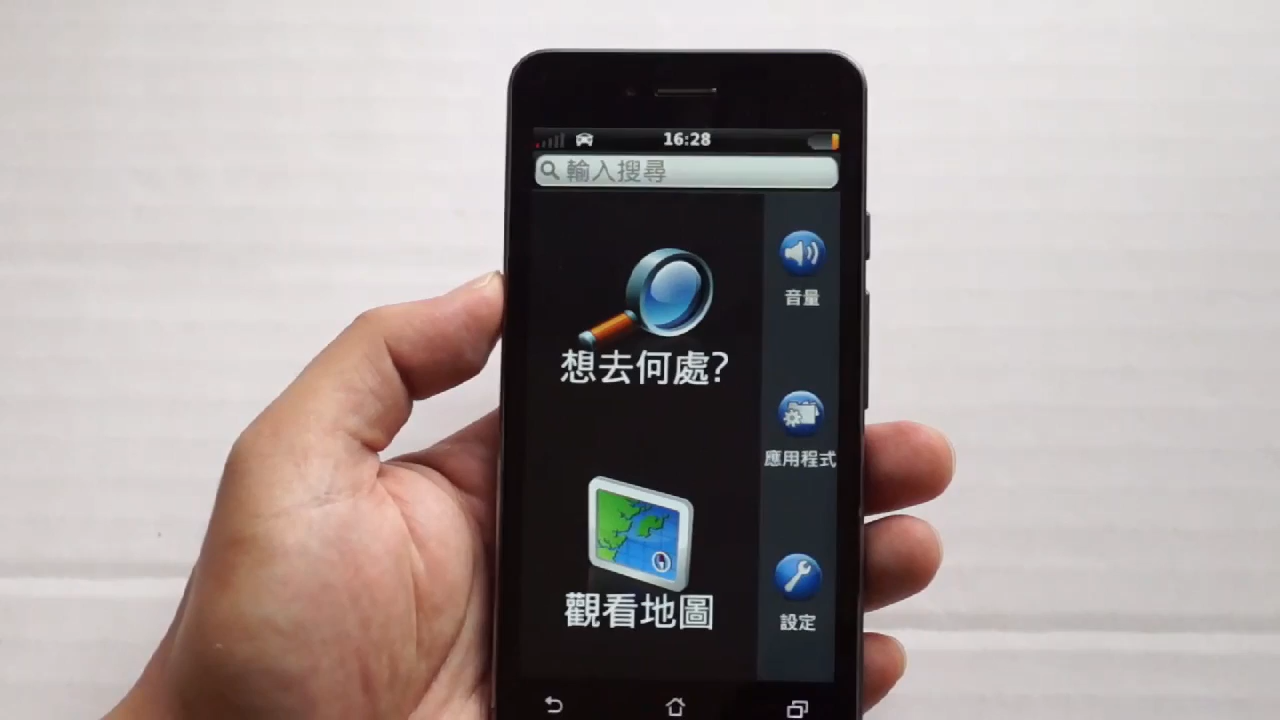 16:28
輸入搜尋
音量
想去何處?
應用程式
觀看地圖
設定